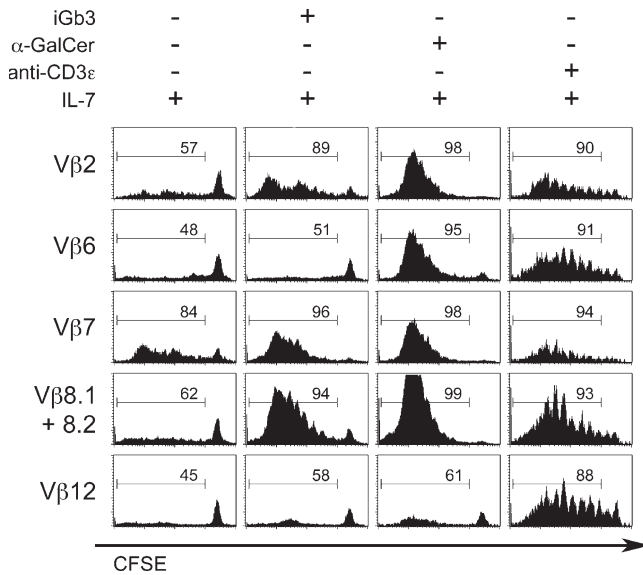 iGb3 - + - -
α-GalCer - - + -
anti-CD3ε - - - +
IL-7 + + + +
Vβ2 57 89 98 90
Vβ6 48 51 95 91
Vβ7 84 96 98 94
Vβ8.1
+ 8.2 62 94 99 93
Vβ12 45 58 61 88
CFSE